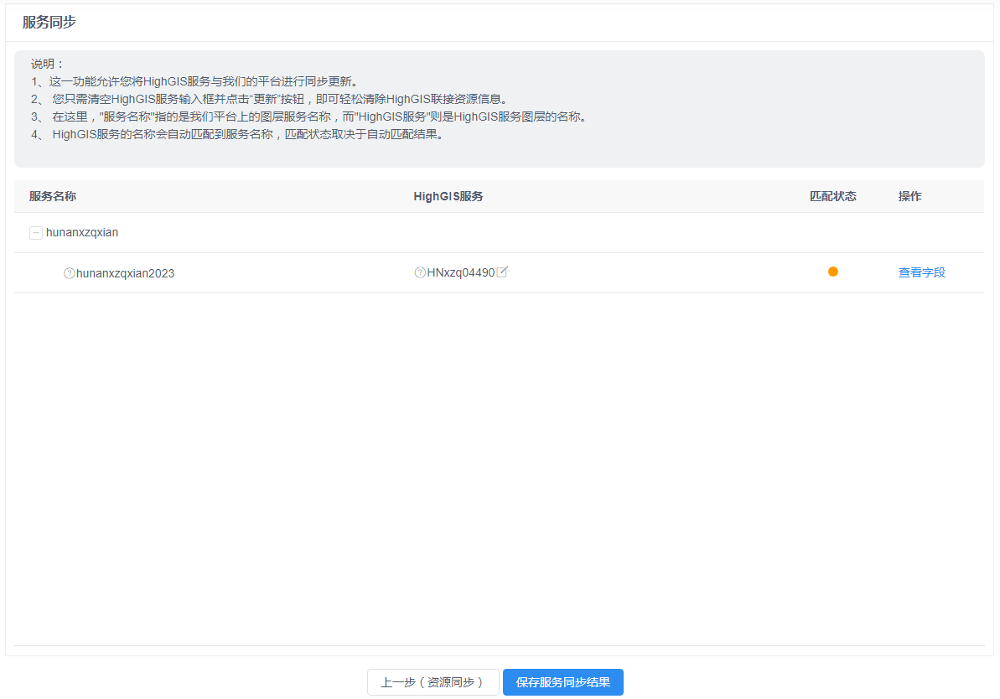 服务同步
说明：
1、这一功能允许您将HighGIS服务与我们的平台进行同步更新。
2、 您只需清空HighGIS服务输入框并点击“更新”按钮，即可轻松清除HighGIS联接资源信息。
3、 在这里，"服务名称"指的是我们平台上的图层服务名称，而"HighGIS服务"则是HighGIS服务图层的名称。
4、 HighGIS服务的名称会自动匹配到服务名称，匹配状态取决于自动匹配结果。
服务名称 HighGIS服务 匹配状态 操作
hunanxzqxian
hunanxzqxian2023 HNxzq04490 查看字段
上一步（资源同步） 保存服务同步结果